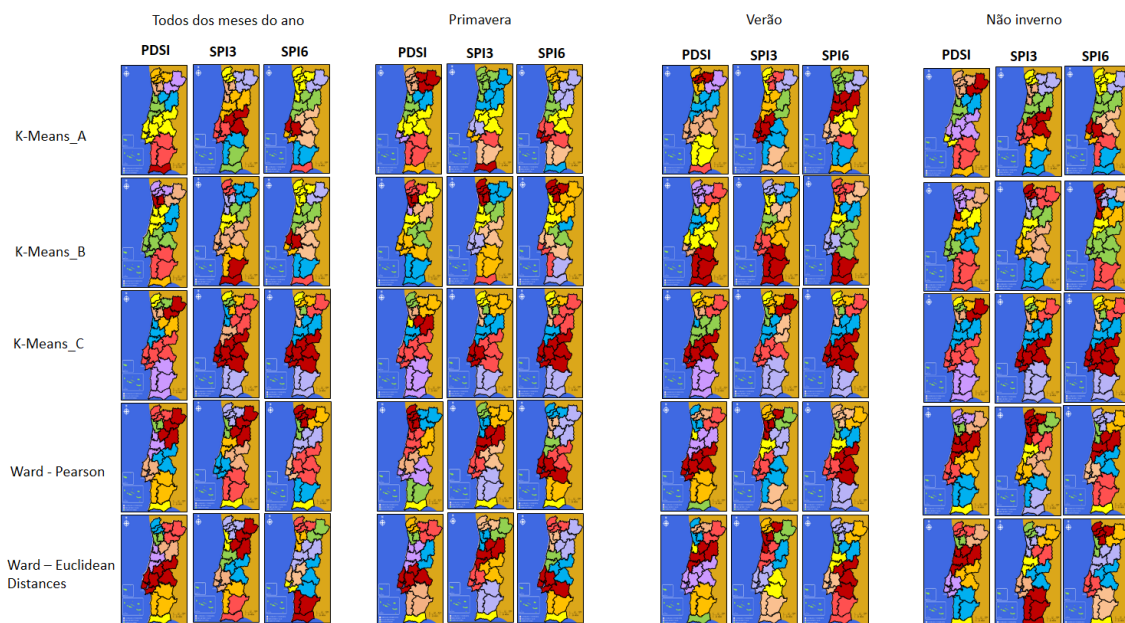 Todos dos meses do ano Primavera Verão Não inverno
PDSI SPI3 SPI6 PDSI SPI3 SPI6 PDSI SPI3 SPI6 PDSI SPI3 SPI6
K-Means_A
K-Means_B
K-Means_C
Ward - Pearson
Ward – Euclidean
Distances